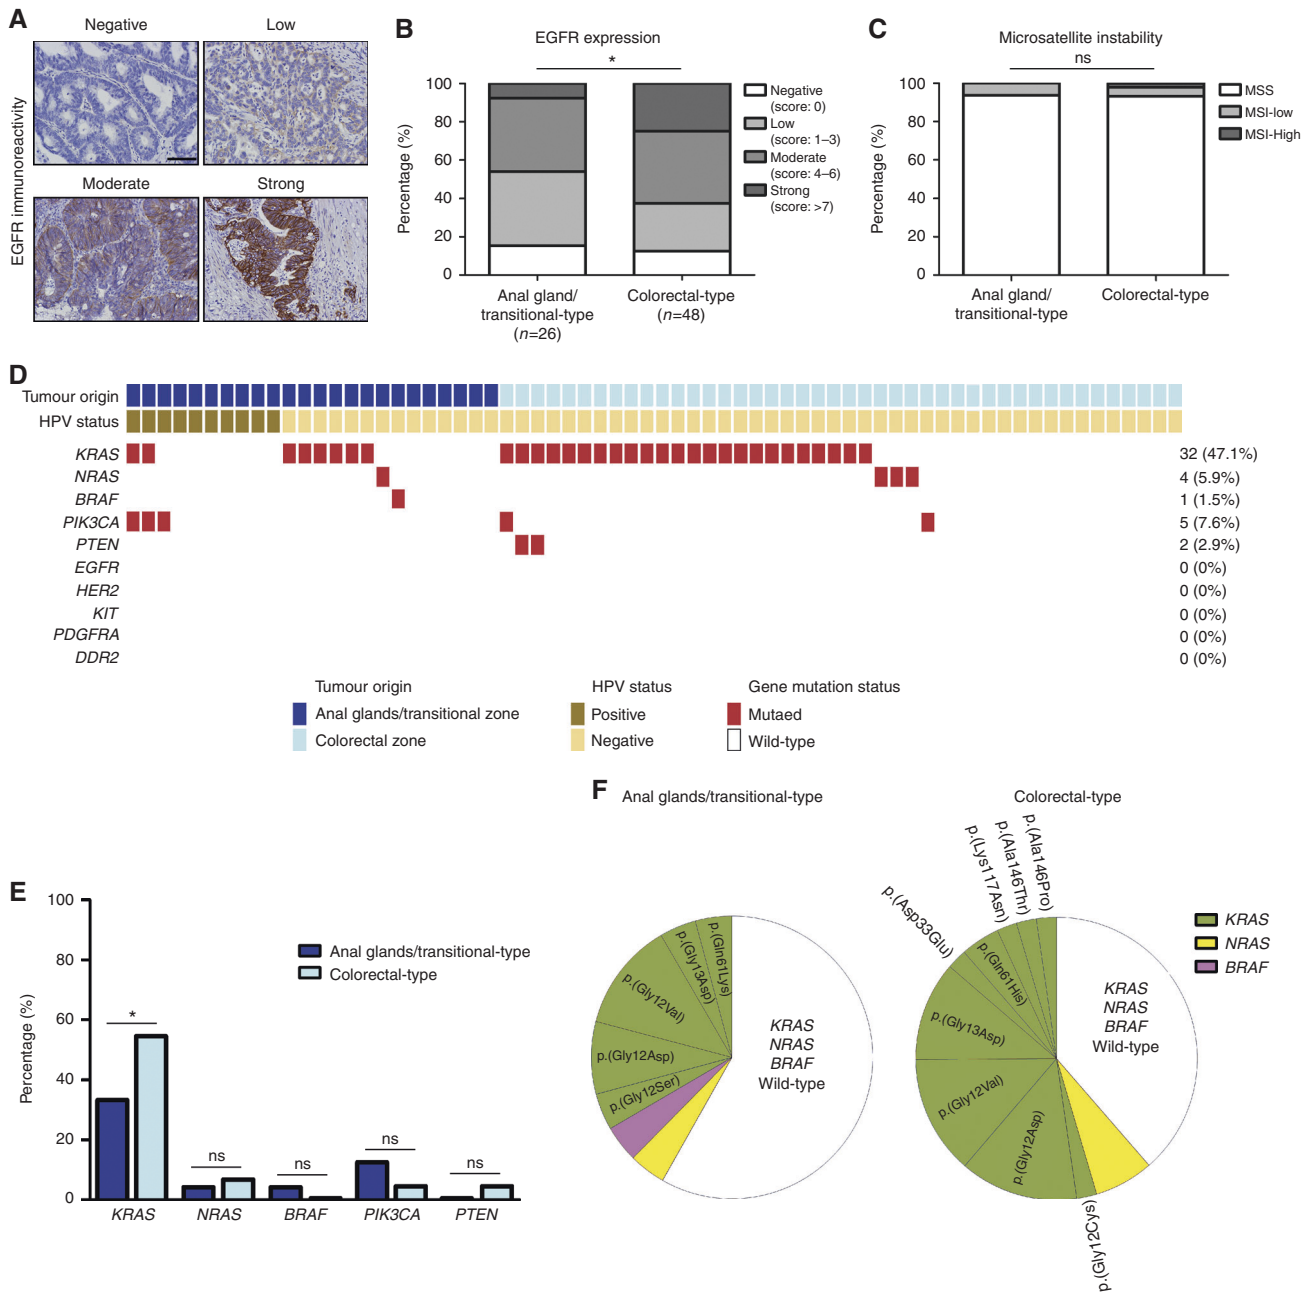 A
Negative
Low
Moderate
Strong
EGFR immunoreactivity
B
EGFR expression
*
Percentage (%)
100
80
60
40
20
0
Negative
(score: 0)
Low
(score: 1–3)
Moderate
(score: 4–6)
Strong
(score: >7)
Anal gland/
transitional-type
(n=26)
Colorectal-type
(n=48)
C
Microsatellite instability
ns
Percentage (%)
100
80
60
40
20
0
MSS
MSI-low
MSI-High
Anal gland/
transitional-type
Colorectal-type
D
Tumour origin
HPV status
KRAS 32 (47.1%)
NRAS 4 (5.9%)
BRAF 1 (1.5%)
PIK3CA 5 (7.6%)
PTEN 2 (2.9%)
EGFR 0 (0%)
HER2 0 (0%)
KIT 0 (0%)
PDGFRA 0 (0%)
DDR2 0 (0%)
Tumour origin
Anal glands/transitional zone
Colorectal zone
HPV status
Positive
Negative
Gene mutation status
Mutaed
Wild-type
E
Percentage (%)
100
80
60
40
20
0
Anal glands/transitional-type
Colorectal-type
*
ns
ns
ns
ns
KRAS
NRAS
BRAF
PIK3CA
PTEN
F
Anal glands/transitional-type
p.(Gln61Lys)
p.(Gly13Asp)
p.(Gly12Val)
p.(Gly12Asp)
p.(Gly12Ser)
KRAS
NRAS
BRAF
Wild-type
Colorectal-type
p.(Ala146Pro)
p.(Ala146Thr)
p.(Lys117Asn)
p.(Gln61His)
p.(Asp33Glu)
p.(Gly13Asp)
p.(Gly12Val)
p.(Gly12Asp)
p.(Gly12Cys)
KRAS
NRAS
BRAF
Wild-type
KRAS
NRAS
BRAF